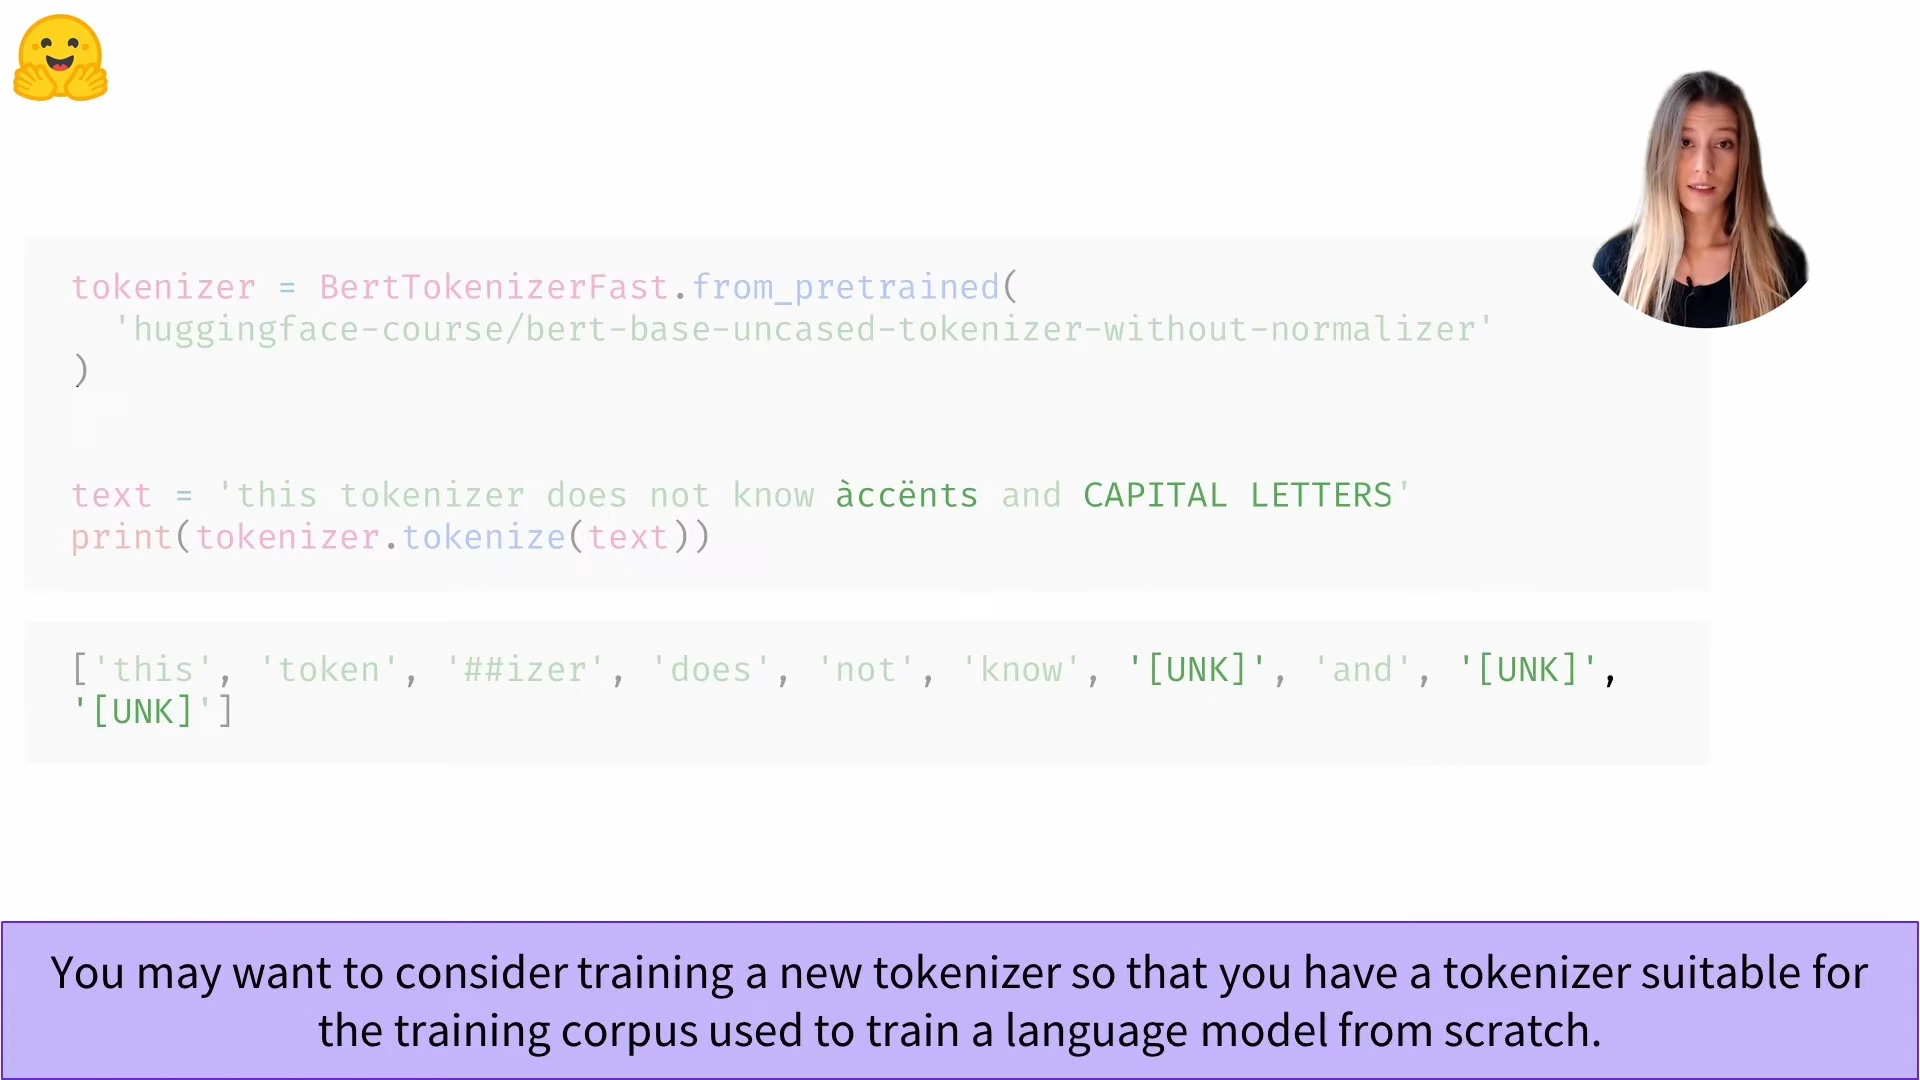 tokenizer = BertTokenizerFast.from_pretrained(
'huggingface-course/bert-base-uncased-tokenizer-without-normalizer'
)
text = 'this tokenizer does not know àccënts and CAPITAL LETTERS'
print(tokenizer.tokenize(text))
['this', 'token', '##izer', 'does', 'not', 'know', '[UNK]', 'and', '[UNK]',
'[UNK]']
You may want to consider training a new tokenizer so that you have a tokenizer suitable for
the training corpus used to train a language model from scratch.